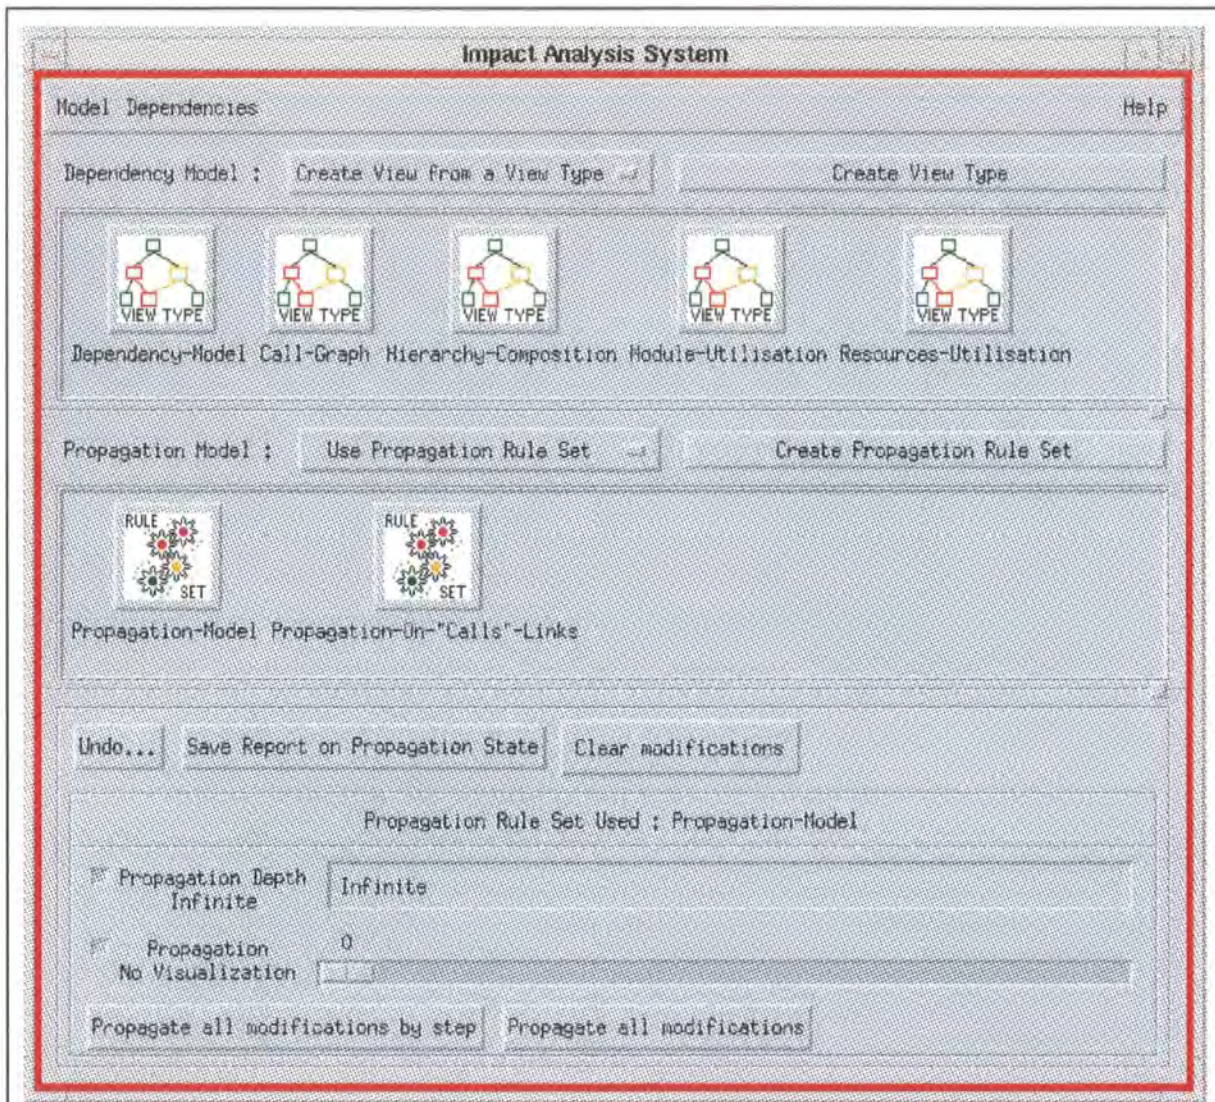 Impact Analysis System
Model Dependencies Help
Dependency Model : Create View from a View Type Create View Type
VIEW TYPE VIEW TYPE VIEW TYPE VIEW TYPE VIEW TYPE
Dependency-Model Call-Graph Hierarchy-Composition Module-Utilisation Resources-Utilisation
Propagation Model : Use Propagation Rule Set Create Propagation Rule Set
RULE RULE
SET SET
Propagation-Model Propagation-On-"Calls"-Links
Undo... Save Report on Propagation State Clear modifications
Propagation Rule Set Used : Propagation-Model
Propagation Depth Infinite
Infinite
Propagation 0
No Visualization
Propagate all modifications by step Propagate all modifications